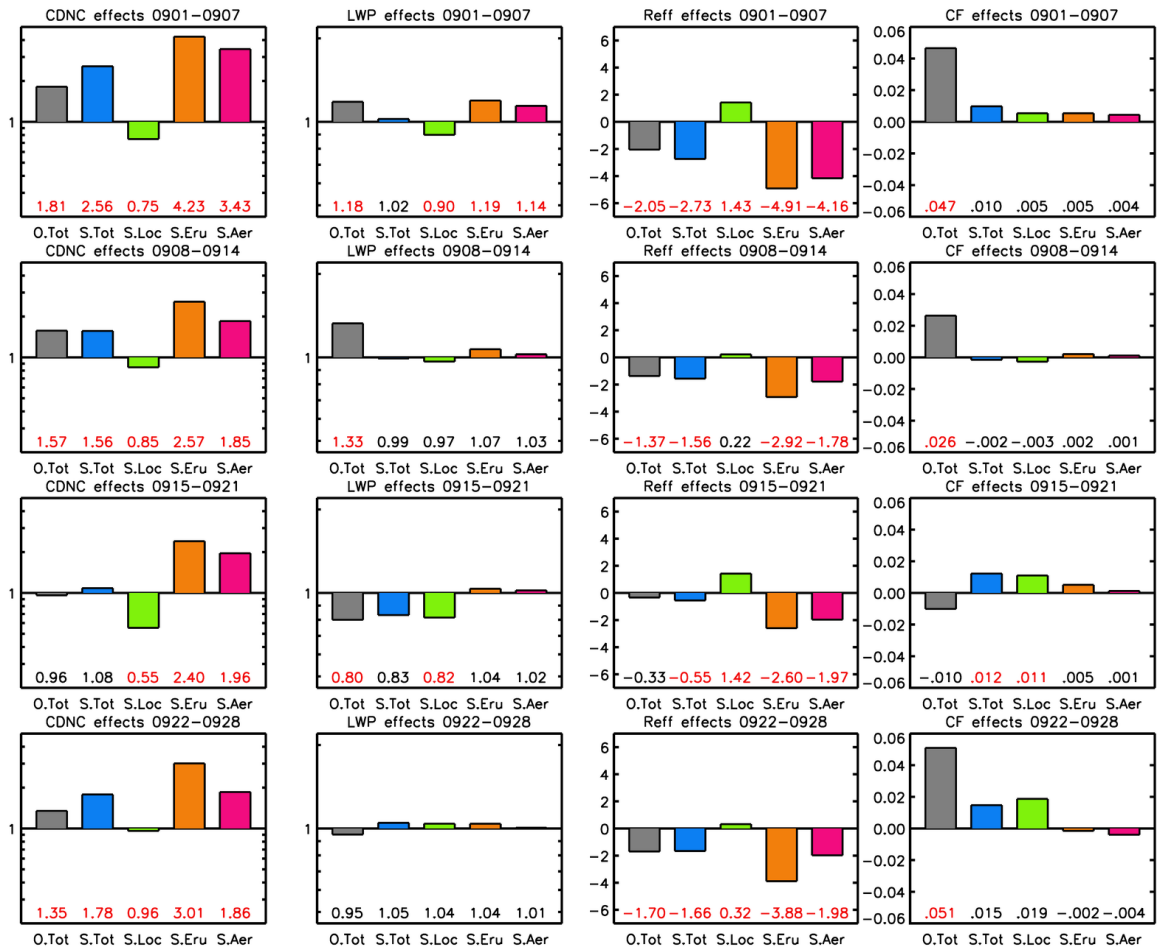 CDNC effects 0901−0907 LWP effects 0901−0907 Reff effects 0901−0907 CF effects 0901−0907
1
1.81 2.56 0.75 4.23 3.43
O.Tot S.Tot S.Loc S.Eru S.Aer
1
1.18 1.02 0.90 1.19 1.14
O.Tot S.Tot S.Loc S.Eru S.Aer
6
4
2
0
−2
−4
−6
−2.05 −2.73 1.43 −4.91 −4.16
O.Tot S.Tot S.Loc S.Eru S.Aer
0.06
0.04
0.02
0.00
−0.02
−0.04
−0.06
.047 .010 .005 .005 .004
O.Tot S.Tot S.Loc S.Eru S.Aer
CDNC effects 0908−0914 LWP effects 0908−0914 Reff effects 0908−0914 CF effects 0908−0914
1
1.57 1.56 0.85 2.57 1.85
O.Tot S.Tot S.Loc S.Eru S.Aer
1
1.33 0.99 0.97 1.07 1.03
O.Tot S.Tot S.Loc S.Eru S.Aer
6
4
2
0
−2
−4
−6
−1.37 −1.56 0.22 −2.92 −1.78
O.Tot S.Tot S.Loc S.Eru S.Aer
0.06
0.04
0.02
0.00
−0.02
−0.04
−0.06
.026 −.002 −.003 .002 .001
O.Tot S.Tot S.Loc S.Eru S.Aer
CDNC effects 0915−0921 LWP effects 0915−0921 Reff effects 0915−0921 CF effects 0915−0921
1
0.96 1.08 0.55 2.40 1.96
O.Tot S.Tot S.Loc S.Eru S.Aer
1
0.80 0.83 0.82 1.04 1.02
O.Tot S.Tot S.Loc S.Eru S.Aer
6
4
2
0
−2
−4
−6
−0.33 −0.55 1.42 −2.60 −1.97
O.Tot S.Tot S.Loc S.Eru S.Aer
0.06
0.04
0.02
0.00
−0.02
−0.04
−0.06
−.010 .012 .011 .005 .001
O.Tot S.Tot S.Loc S.Eru S.Aer
CDNC effects 0922−0928 LWP effects 0922−0928 Reff effects 0922−0928 CF effects 0922−0928
1
1.35 1.78 0.96 3.01 1.86
O.Tot S.Tot S.Loc S.Eru S.Aer
1
0.95 1.05 1.04 1.04 1.01
O.Tot S.Tot S.Loc S.Eru S.Aer
6
4
2
0
−2
−4
−6
−1.70 −1.66 0.32 −3.88 −1.98
O.Tot S.Tot S.Loc S.Eru S.Aer
0.06
0.04
0.02
0.00
−0.02
−0.04
−0.06
.051 .015 .019 −.002 −.004
O.Tot S.Tot S.Loc S.Eru S.Aer